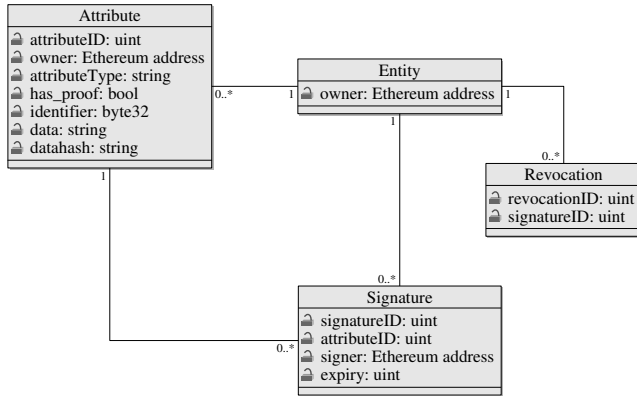 Attribute
attributeID: uint
owner: Ethereum address
attributeType: string
has_proof: bool
identifier: byte32
data: string
datahash: string
0..*
1
Entity
owner: Ethereum address
1
1
0..*
Revocation
revocationID: uint
signatureID: uint
1
0..*
Signature
signatureID: uint
attributeID: uint
signer: Ethereum address
expiry: uint
0..*